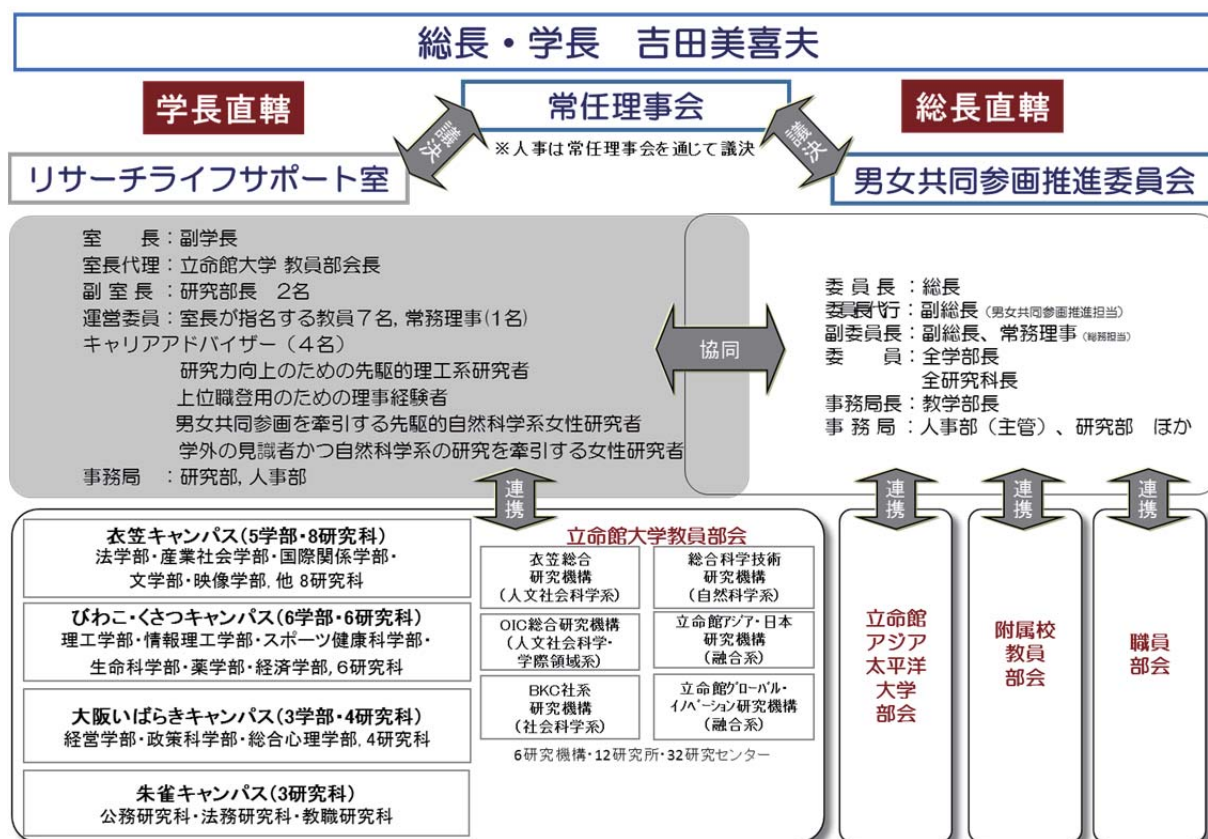 総長・学長　吉田美喜夫
学長直轄
常任理事会
総長直轄
議決
議決
※人事は常任理事会を通じて議決
リサーチライフサポート室
男女共同参画推進委員会
室　　長：副学長
室長代理：立命館大学 教員部会長
副 室 長：研究部長　2名
運営委員：室長が指名する教員7名, 常務理事(1名)
キャリアアドバイザー（4名）
研究力向上のための先駆的理工系研究者
上位職登用のための理事経験者
男女共同参画を牽引する先駆的自然科学系女性研究者
学外の見識者かつ自然科学系の研究を牽引する女性研究者
事務局　：研究部, 人事部
協同
委 員 長 ：総長
委員長代行：副総長（男女共同参画推進担当）
副委員長：副総長、常務理事（総務担当）
委　　員 ：全学部長
全研究科長
事務局長：教学部長
事 務 局 ：人事部（主管）、研究部　ほか
連携
連携
連携
連携
衣笠キャンパス(5学部・8研究科)
法学部・産業社会学部・国際関係学部・
文学部・映像学部, 他 8研究科
びわこ・くさつキャンパス(6学部・6研究科)
理工学部・情報理工学部・スポーツ健康科学部・
生命科学部・薬学部・経済学部, 6研究科
大阪いばらきキャンパス(3学部・4研究科)
経営学部・政策科学部・総合心理学部, 4研究科
朱雀キャンパス(3研究科)
公務研究科・法務研究科・教職研究科
立命館大学教員部会
衣笠総合
研究機構
(人文社会科学系)
総合科学技術
研究機構
(自然科学系)
OIC総合研究機構
(人文社会科学・
学際領域系)
立命館アジア・日本
研究機構
(融合系)
BKC社系
研究機構
(社会科学系)
立命館グローバル・
イノベーション研究機構
(融合系)
6研究機構・12研究所・32研究センター
立命館
アジア
太平洋
大学
部会
附属校
教員
部会
職員
部会